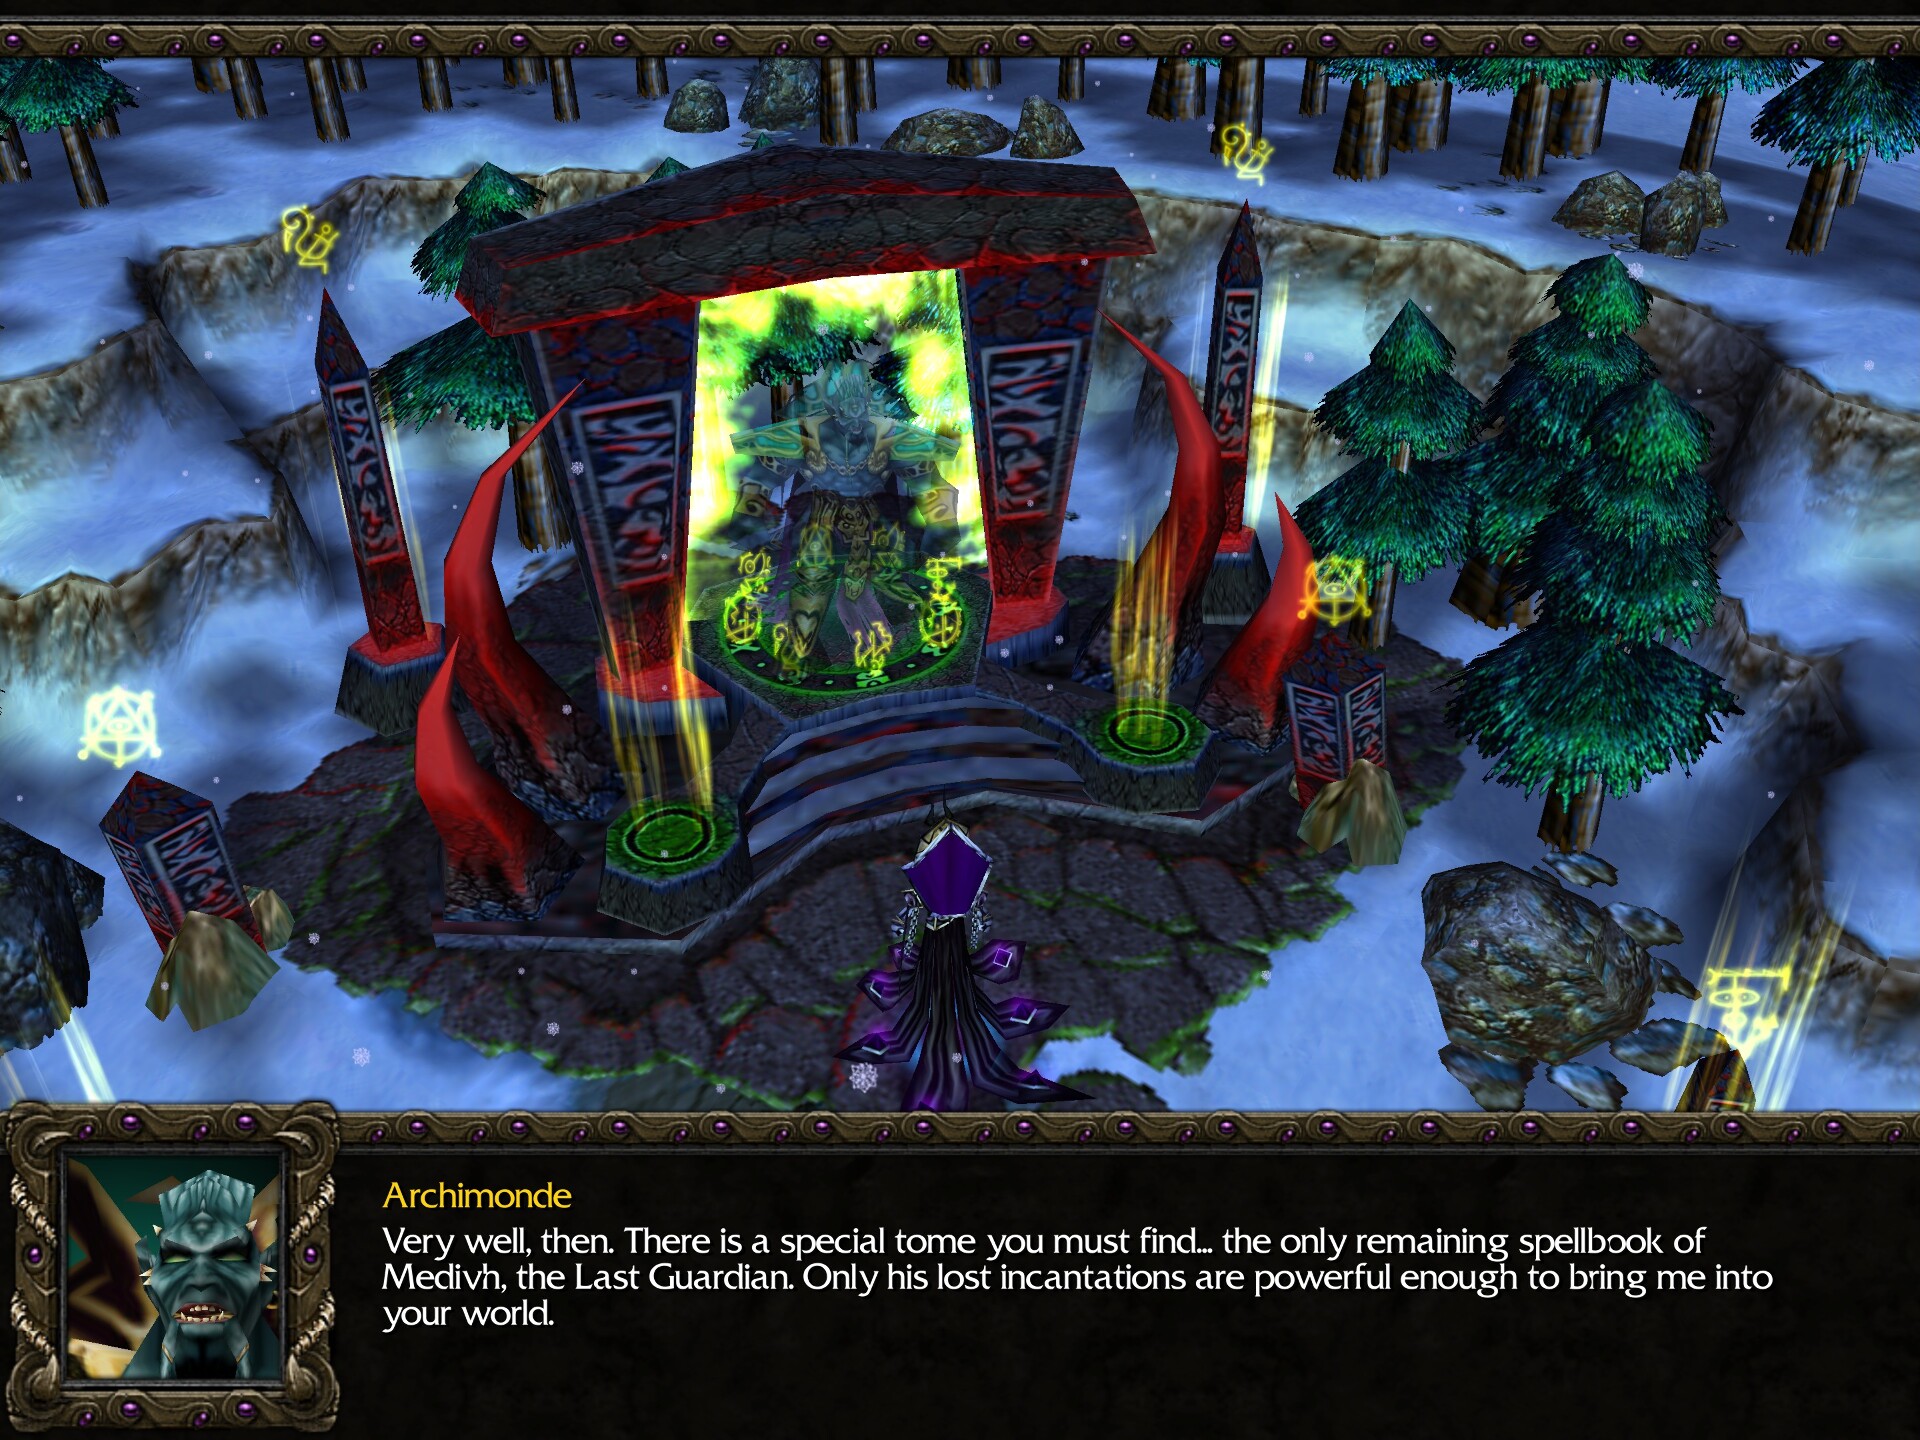 Archimonde
Very well, then. There is a special tome you must find... the only remaining spellbook of
Medivh, the Last Guardian. Only his lost incantations are powerful enough to bring me into
your world.